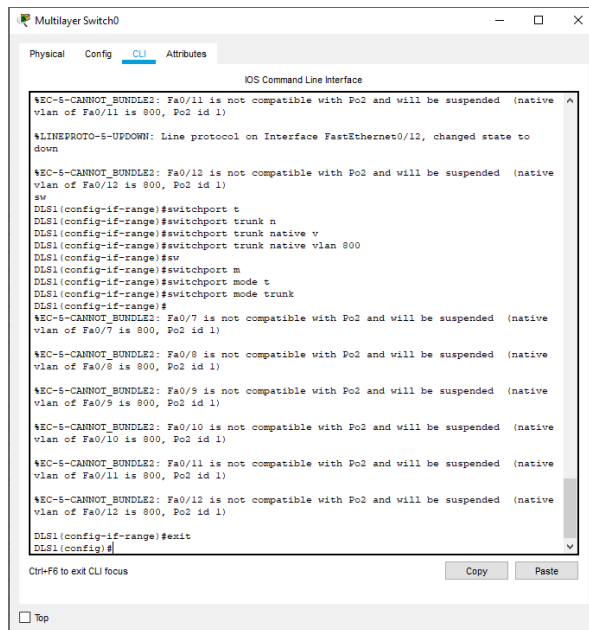 Multilayer Switch0
Physical Config CLI Attributes
IOS Command Line Interface
%EC-5-CANNOT_BUNDLE2: Fa0/11 is not compatible with Po2 and will be suspended (native
vlan of Fa0/11 is 800, Po2 id 1)
%LINEPROTO-5-UPDOWN: Line protocol on Interface FastEthernet0/12, changed state to
down
%EC-5-CANNOT_BUNDLE2: Fa0/12 is not compatible with Po2 and will be suspended (native
vlan of Fa0/12 is 800, Po2 id 1)
sw
DLS1(config-if-range)#switchport t
DLS1(config-if-range)#switchport trunk n
DLS1(config-if-range)#switchport trunk native v
DLS1(config-if-range)#switchport trunk native vlan 800
DLS1(config-if-range)#sw
DLS1(config-if-range)#switchport m
DLS1(config-if-range)#switchport mode t
DLS1(config-if-range)#switchport mode trunk
DLS1(config-if-range)#
%EC-5-CANNOT_BUNDLE2: Fa0/7 is not compatible with Po2 and will be suspended (native
vlan of Fa0/7 is 800, Po2 id 1)
%EC-5-CANNOT_BUNDLE2: Fa0/8 is not compatible with Po2 and will be suspended (native
vlan of Fa0/8 is 800, Po2 id 1)
%EC-5-CANNOT_BUNDLE2: Fa0/9 is not compatible with Po2 and will be suspended (native
vlan of Fa0/9 is 800, Po2 id 1)
%EC-5-CANNOT_BUNDLE2: Fa0/10 is not compatible with Po2 and will be suspended (native
vlan of Fa0/10 is 800, Po2 id 1)
%EC-5-CANNOT_BUNDLE2: Fa0/11 is not compatible with Po2 and will be suspended (native
vlan of Fa0/11 is 800, Po2 id 1)
%EC-5-CANNOT_BUNDLE2: Fa0/12 is not compatible with Po2 and will be suspended (native
vlan of Fa0/12 is 800, Po2 id 1)
DLS1(config-if-range)#exit
DLS1(config)#
Ctrl+F6 to exit CLI focus
Copy Paste
Top